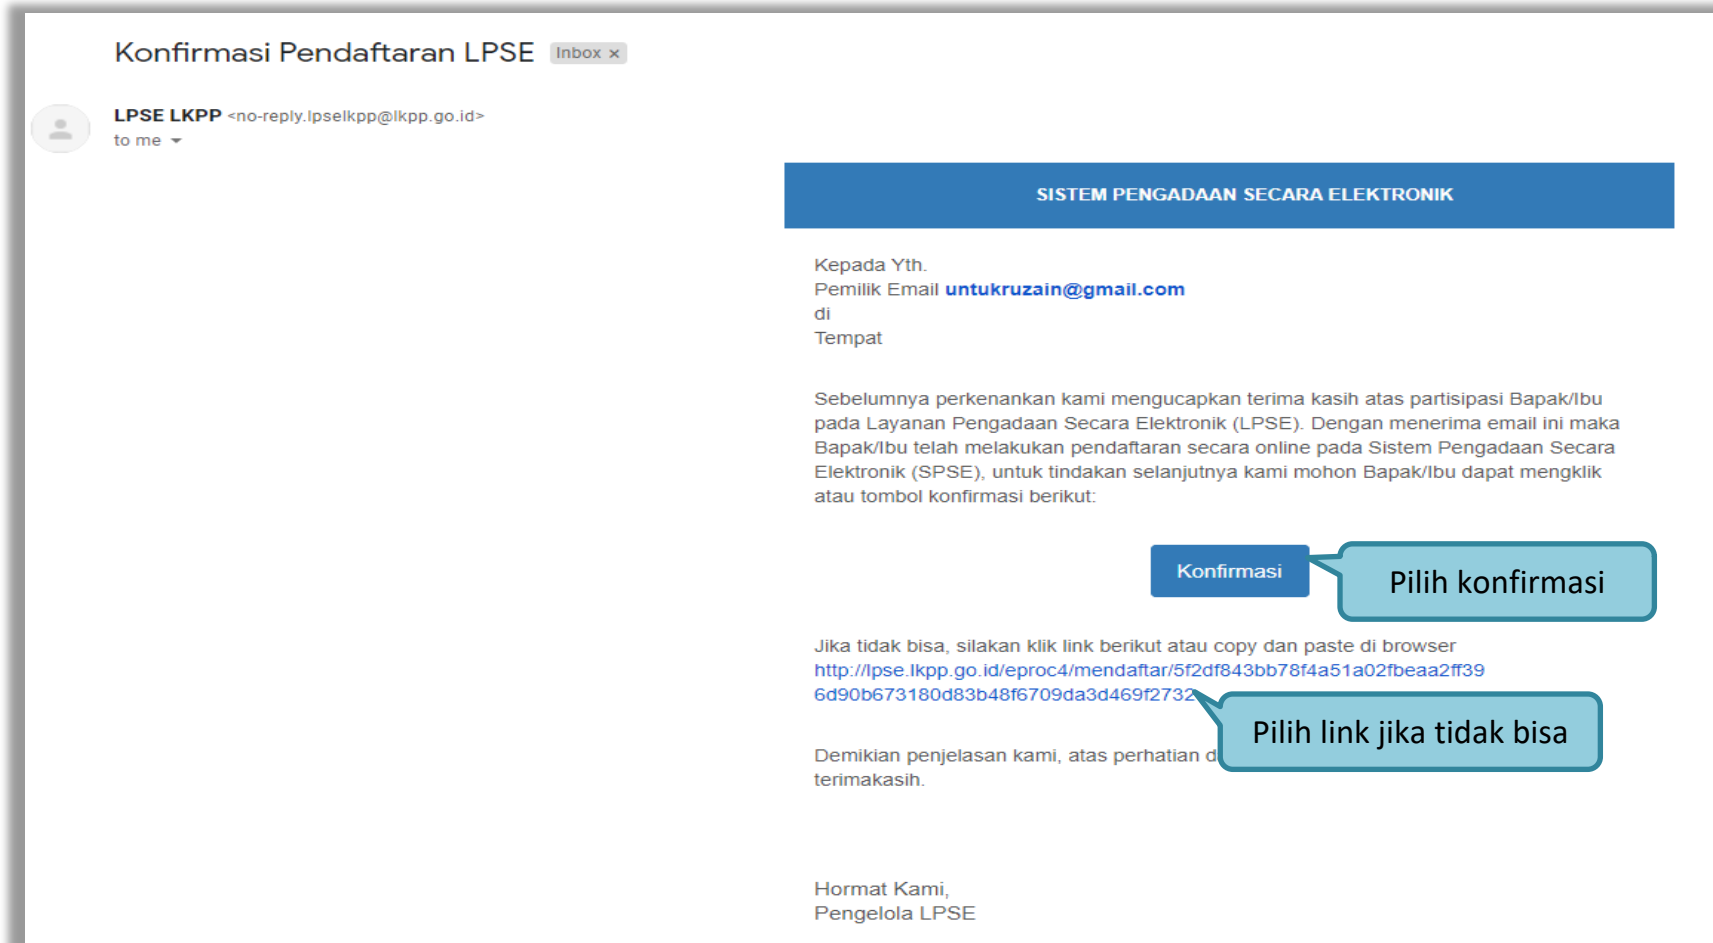 Konfirmasi Pendaftaran LPSE Inbox x
LPSE LKPP <no-reply.lpselkpp@lkpp.go.id>
to me
SISTEM PENGADAAN SECARA ELEKTRONIK
Kepada Yth.
Pemilik Email untukruzain@gmail.com
di
Tempat
Sebelumnya perkenankan kami mengucapkan terima kasih atas partisipasi Bapak/Ibu
pada Layanan Pengadaan Secara Elektronik (LPSE). Dengan menerima email ini maka
Bapak/Ibu telah melakukan pendaftaran secara online pada Sistem Pengadaan Secara
Elektronik (SPSE), untuk tindakan selanjutnya kami mohon Bapak/Ibu dapat mengklik
atau tombol konfirmasi berikut:
Konfirmasi
Pilih konfirmasi
Jika tidak bisa, silakan klik link berikut atau copy dan paste di browser
http://lpse.lkpp.go.id/eproc4/mendaftar/5f2df843bb78f4a51a02fbeaa2ff39
6d90b673180d83b48f6709da3d469f2732
Pilih link jika tidak bisa
Demikian penjelasan kami, atas perhatian
terimakasih.
Hormat Kami,
Pengelola LPSE